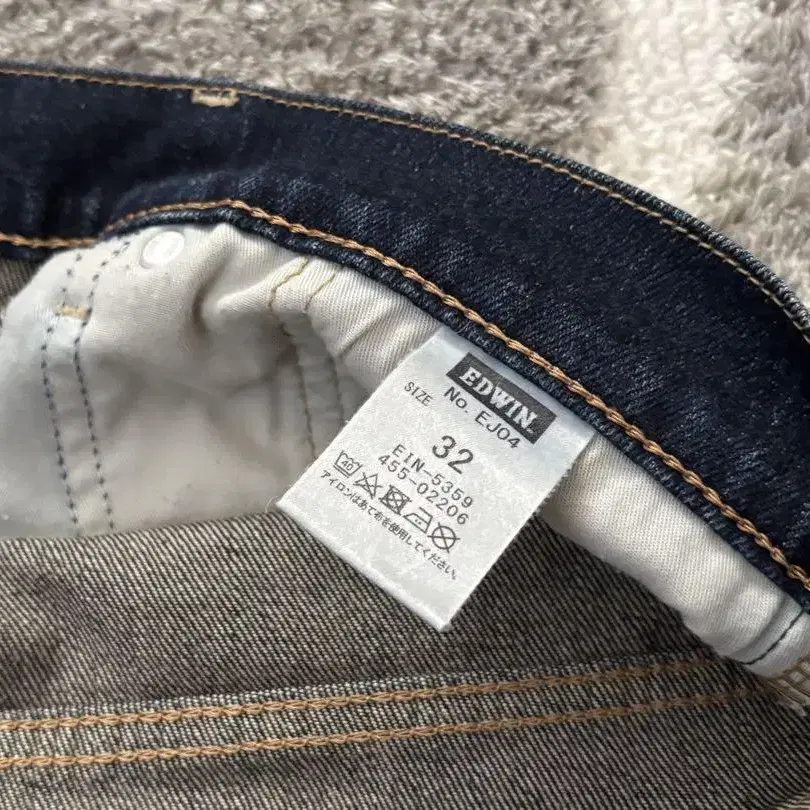 EDWIN.
No. EJ04
SIZE
32
EIN-5359
455-02206
40
アイロンはあて布を使用してください。